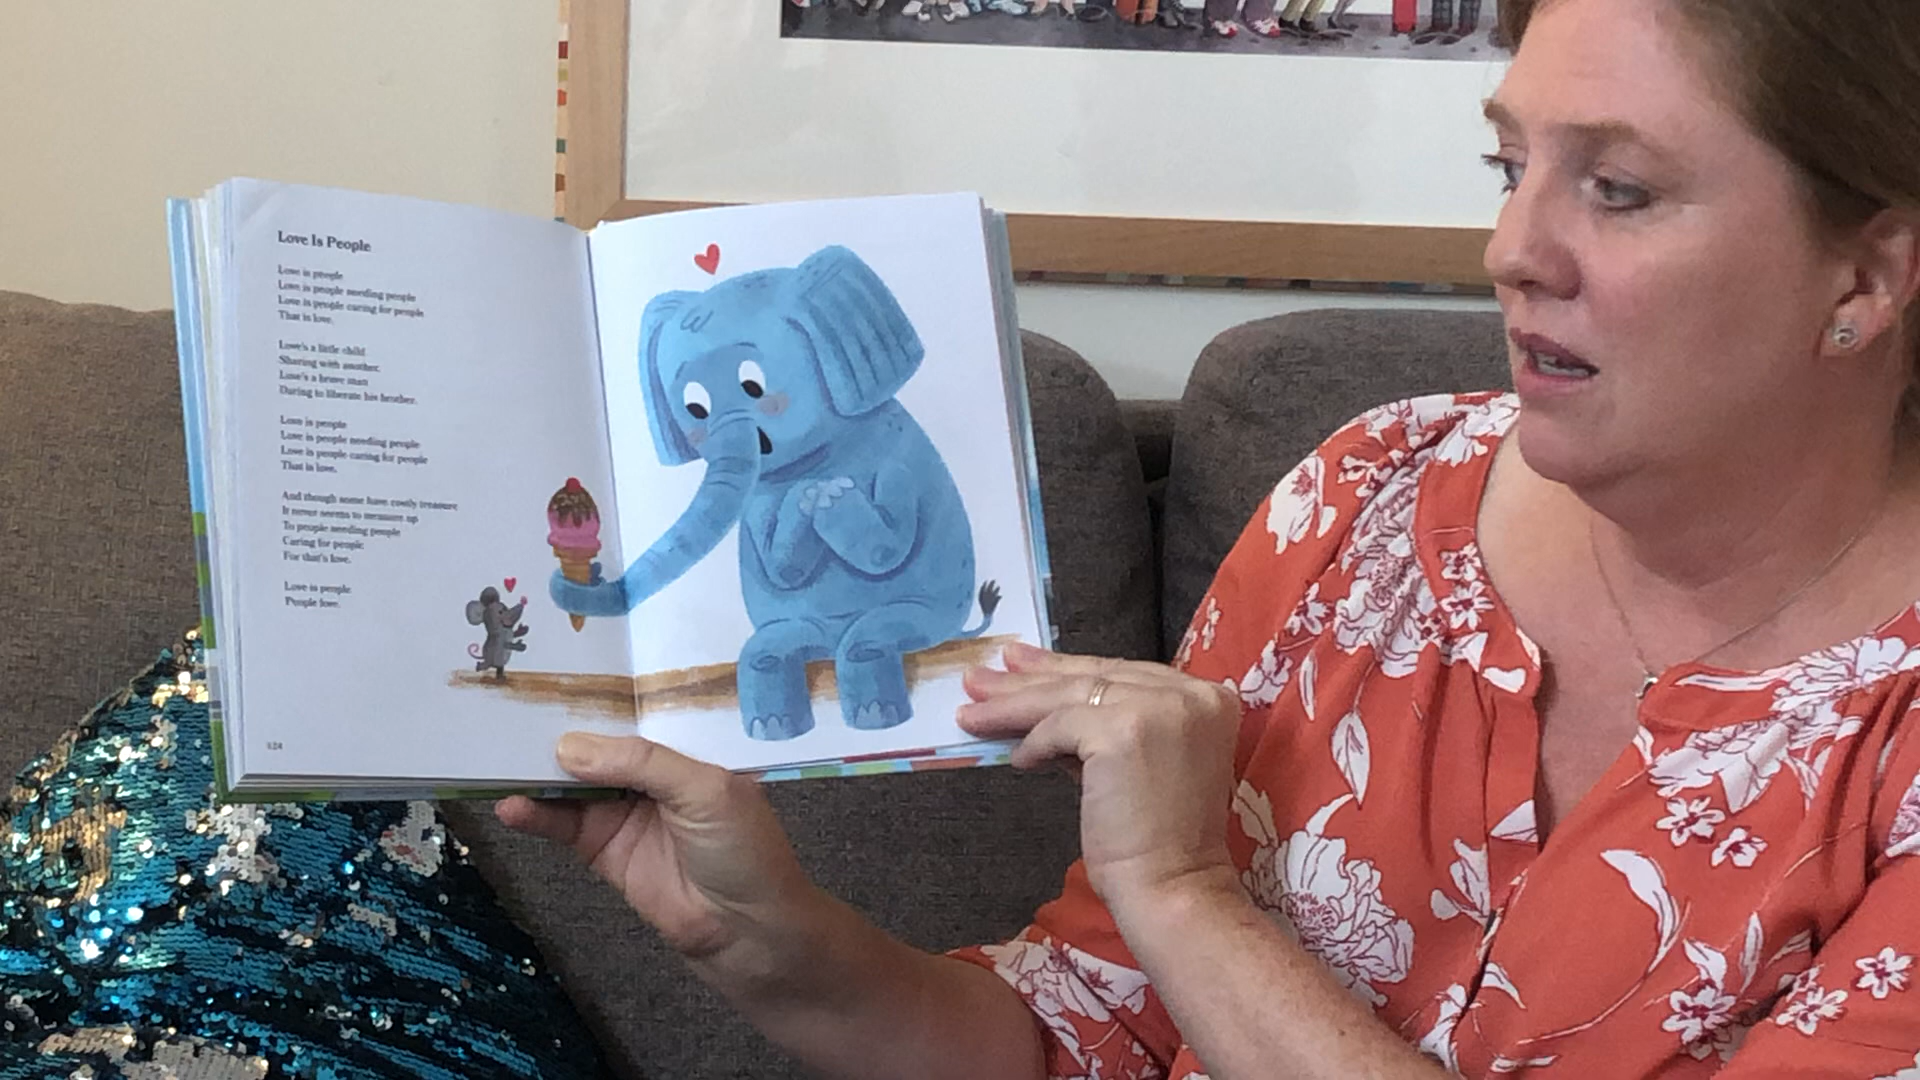 Love Is People
Love is people
Love is people needing people
Love is people caring for people
That is love.
Love's a little child
Sharing with another.
Love's a brave man
Daring to liberate his brother.
Love is people
Love is people needing people
Love is people caring for people
That is love.
And though some have costly treasure
It never seems to measure up
To people needing people
Caring for people
For that's love.
Love is people
People love.
124